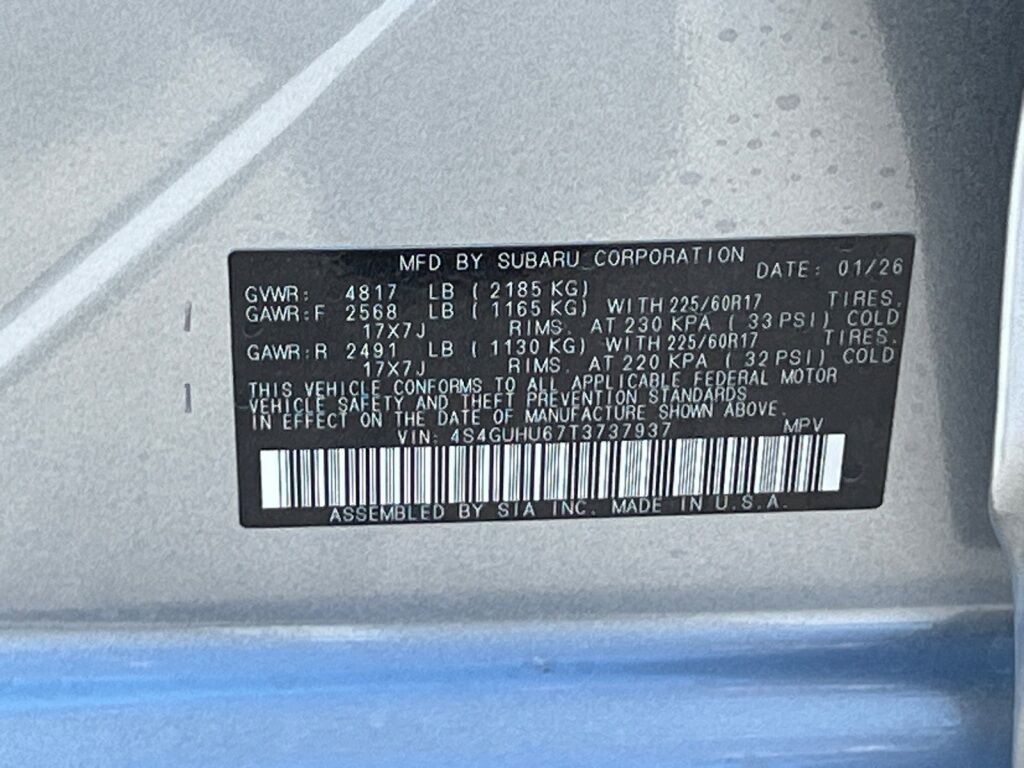 MFD BY SUBARU CORPORATION DATE: 01/26
GVWR: 4817 LB ( 2185 KG)
GAWR:F 2568 LB ( 1165 KG) WITH 225/60R17 TIRES,
17X7J RIMS, AT 230 KPA ( 33 PSI) COLD
GAWR:R 2491 LB ( 1130 KG) WITH 225/60R17 TIRES,
17X7J RIMS, AT 220 KPA ( 32 PSI) COLD
THIS VEHICLE CONFORMS TO ALL APPLICABLE FEDERAL MOTOR
VEHICLE SAFETY AND THEFT PREVENTION STANDARDS
IN EFFECT ON THE DATE OF MANUFACTURE SHOWN ABOVE.
VIN: 4S4GUHU67T3737937 MPV
ASSEMBLED BY SIA INC. MADE IN U.S.A.